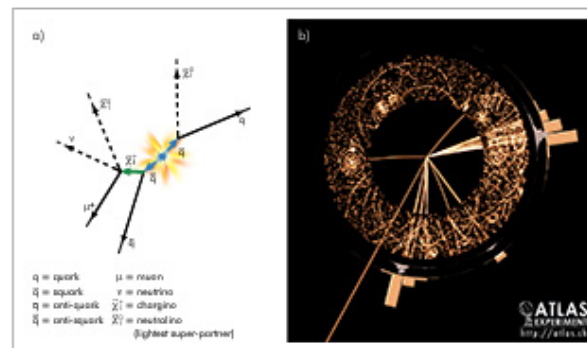 a)
b)
q
ν
μ⁺
q = quark
μ = muon
q̃ = squark
ν = neutrino
q̄ = anti-quark
χ̃₁⁺ = chargino
q̃̄ = anti-squark
χ̃₁⁰ = neutralino
(lightest super-partner)
ATLAS
EXPERIMENT